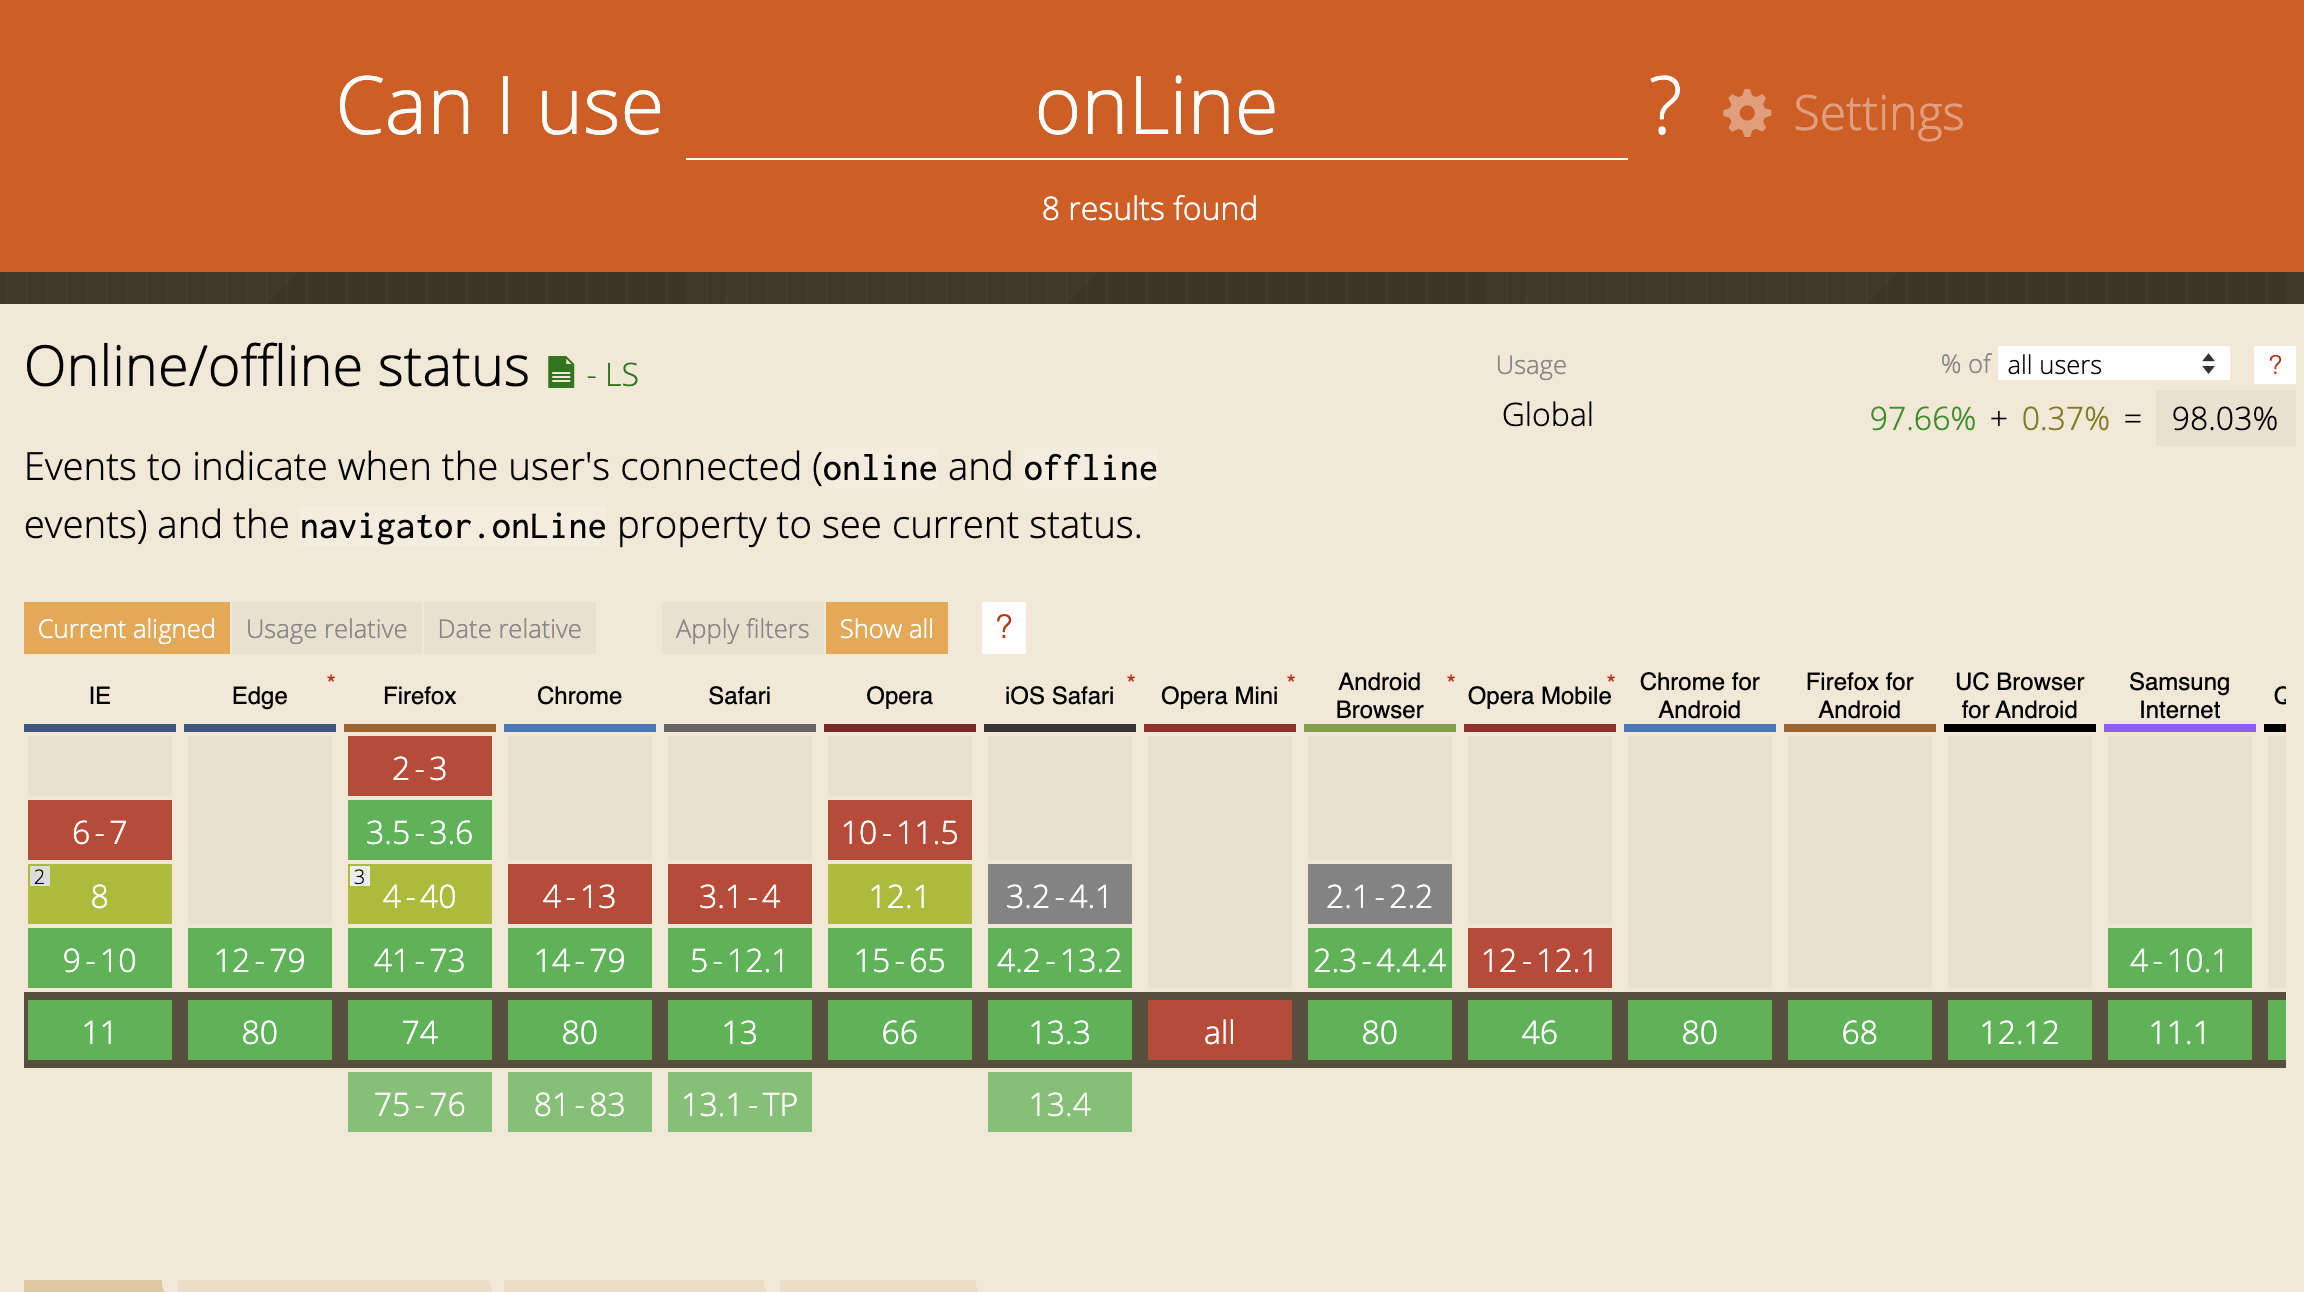 Can I use onLine ? Settings
8 results found
Online/offline status - LS
Usage % of all users ?
Global 97.66% + 0.37% = 98.03%
Events to indicate when the user's connected (online and offline
events) and the navigator.onLine property to see current status.
Current aligned Usage relative Date relative Apply filters Show all ?
IE Edge * Firefox Chrome Safari Opera iOS Safari * Opera Mini * Android Browser * Opera Mobile * Chrome for Android Firefox for Android UC Browser for Android Samsung Internet
2-3
6-7 3.5-3.6 10-11.5
2 8 3 4-40 4-13 3.1-4 12.1 3.2-4.1 2.1-2.2
9-10 12-79 41-73 14-79 5-12.1 15-65 4.2-13.2 2.3-4.4.4 12-12.1 4-10.1
11 80 74 80 13 66 13.3 all 80 46 80 68 12.12 11.1
75-76 81-83 13.1-TP 13.4